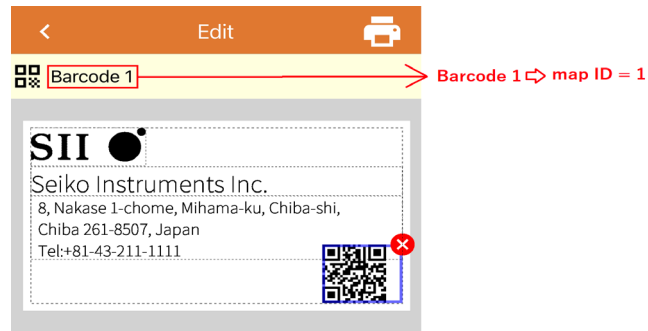 Edit
Barcode 1
Barcode 1 ⇨ map ID = 1
SII
Seiko Instruments Inc.
8, Nakase 1-chome, Mihama-ku, Chiba-shi,
Chiba 261-8507, Japan
Tel:+81-43-211-1111